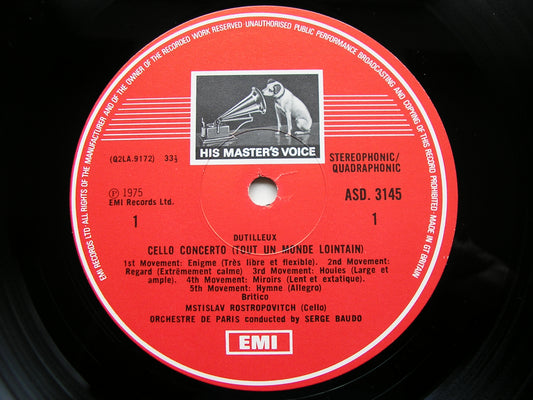 EMI RECORDS LTD ALL RIGHTS OF THE MANUFACTURER AND OF THE OWNER OF THE RECORDED WORK RESERVED·UNAUTHORISED PUBLIC PERFORMANCE BROADCASTING AND COPYING OF THIS RECORD PROHIBITED·MADE IN GT BRITAIN
HIS MASTER'S VOICE
(Q2LA.9172) 33⅓
STEREOPHONIC/
QUADRAPHONIC
Ⓟ 1975
EMI Records Ltd.
ASD. 3145
1
1
DUTILLEUX
CELLO CONCERTO (TOUT UN MONDE LOINTAIN)
1st Movement: Enigme (Très libre et flexible). 2nd Movement:
Regard (Extrêmement calme) 3rd Movement: Houles (Large et
ample). 4th Movement: Miroirs (Lent et extatique).
5th Movement: Hymne (Allegro)
Britico
MSTISLAV ROSTROPOVITCH (Cello)
ORCHESTRE DE PARIS conducted by SERGE BAUDO
EMI